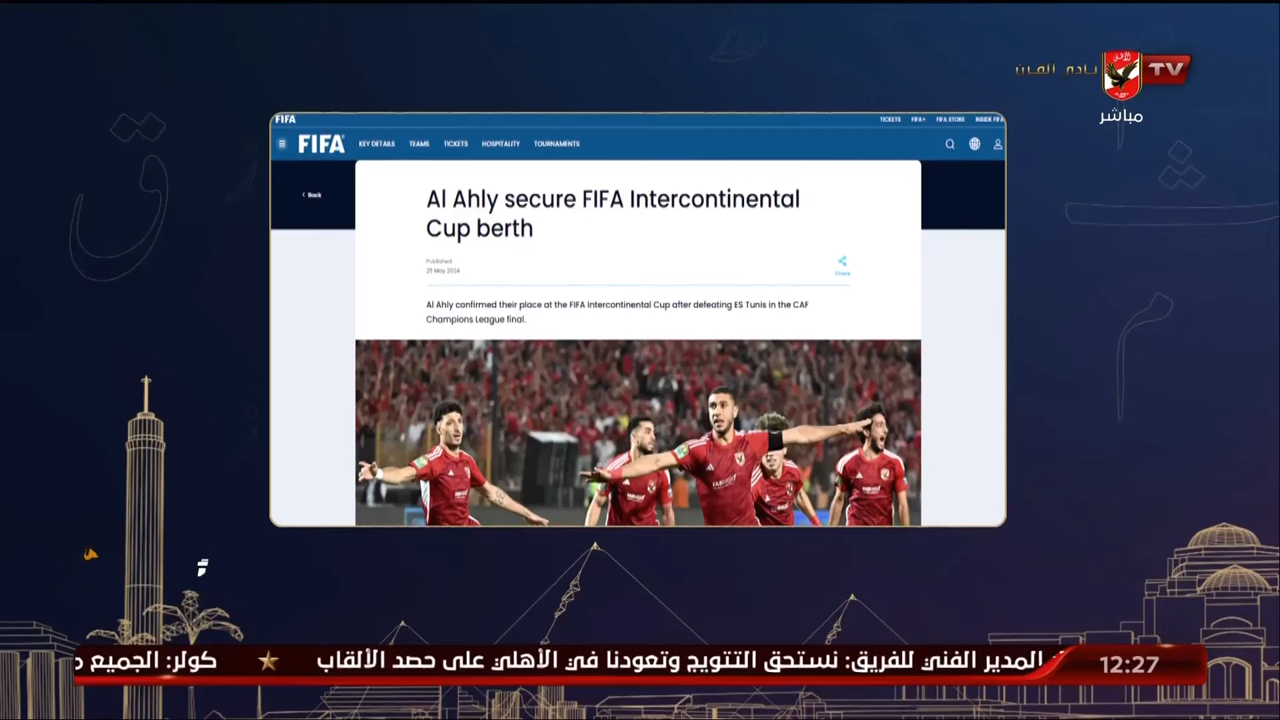 نادي القرن
TV
مباشر
FIFA
TICKETS FIFA+ FIFA STORE INSIDE FIFA
FIFA
KEY DETAILS TEAMS TICKETS HOSPITALITY TOURNAMENTS
Back
Al Ahly secure FIFA Intercontinental
Cup berth
Published
25 May 2024
Share
Al Ahly confirmed their place at the FIFA Intercontinental Cup after defeating ES Tunis in the CAF
Champions League final.
المدير الفني للفريق: نستحق التتويج وتعودنا في الأهلي على حصد الألقاب
كولر: الجميع
12:27